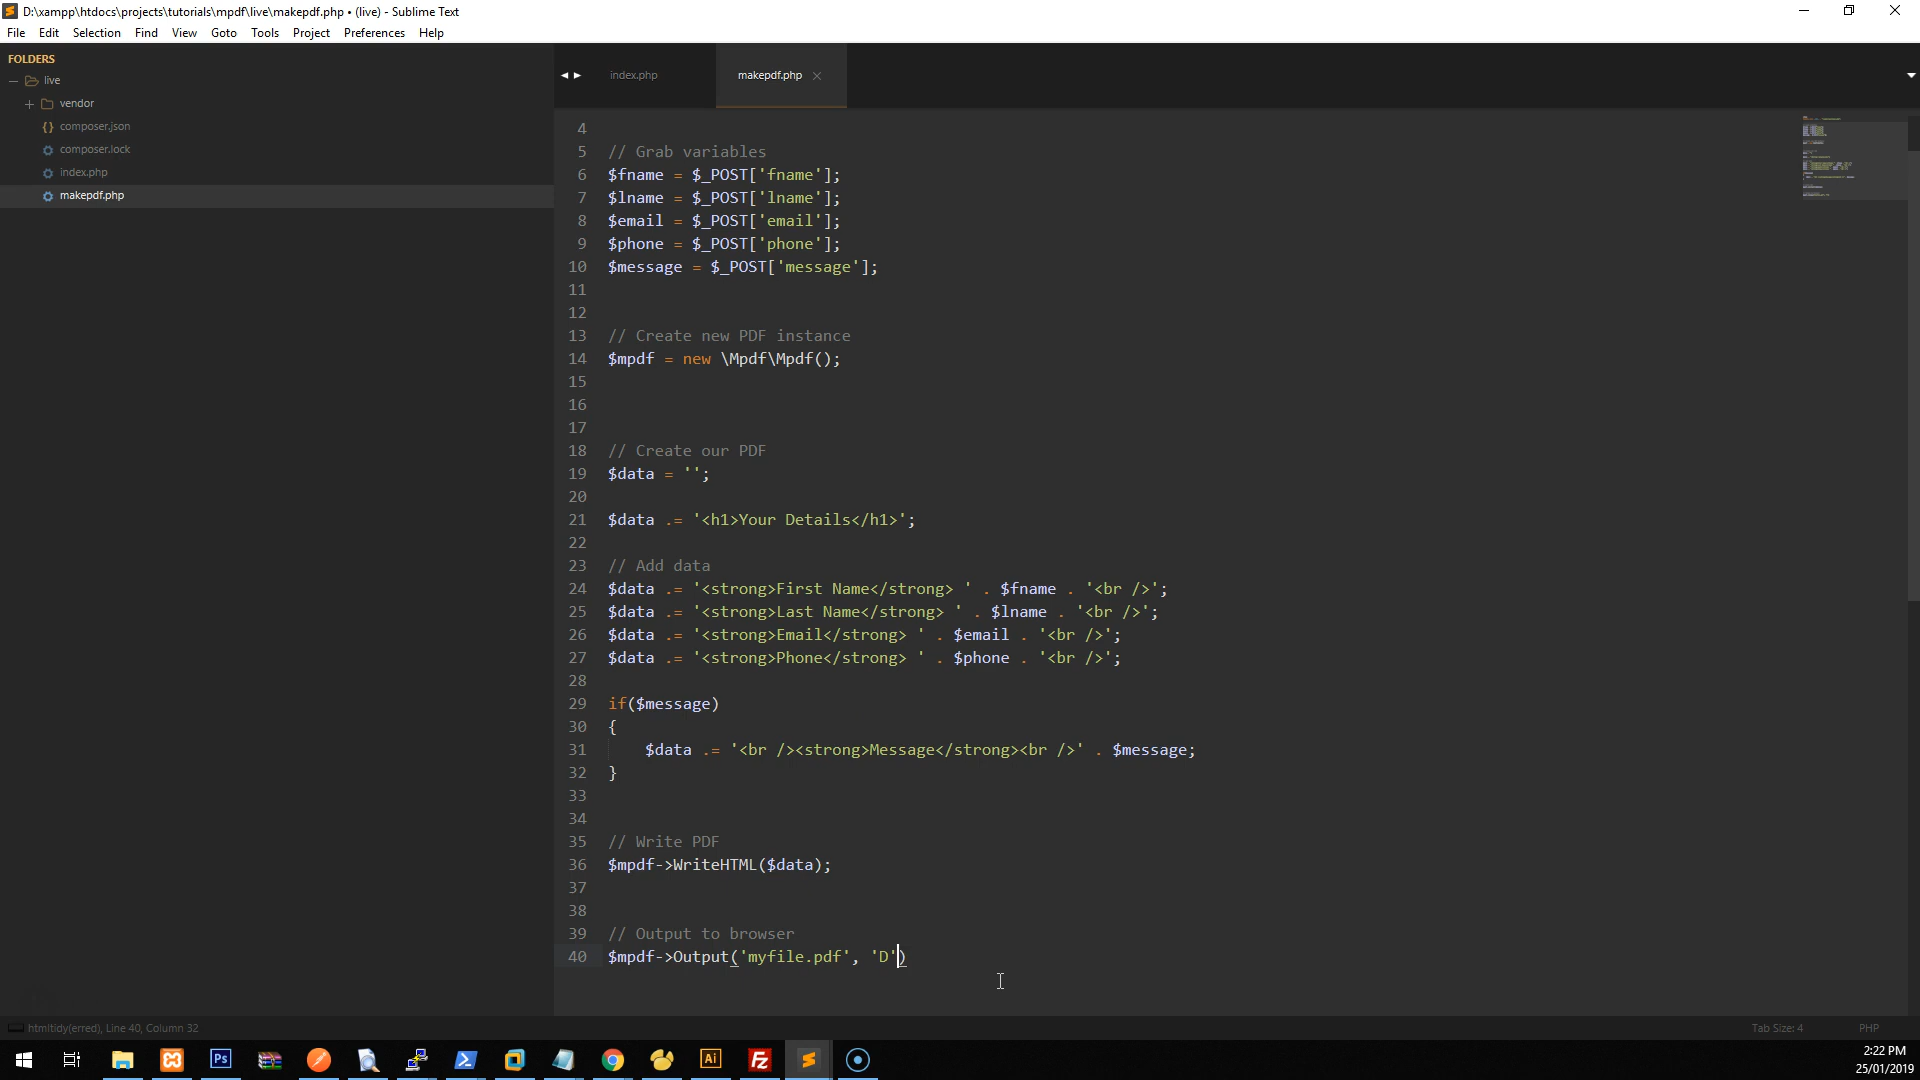 D:\xampp\htdocs\projects\tutorials\mpdf\live\makepdf.php • (live) - Sublime Text
File Edit Selection Find View Goto Tools Project Preferences Help
FOLDERS
live
vendor
composer.json
composer.lock
index.php
makepdf.php
index.php makepdf.php
4
5 // Grab variables
6 $fname = $_POST['fname'];
7 $lname = $_POST['lname'];
8 $email = $_POST['email'];
9 $phone = $_POST['phone'];
10 $message = $_POST['message'];
11
12
13 // Create new PDF instance
14 $mpdf = new \Mpdf\Mpdf();
15
16
17
18 // Create our PDF
19 $data = '';
20
21 $data .= '<h1>Your Details</h1>';
22
23 // Add data
24 $data .= '<strong>First Name</strong> ' . $fname . '<br />';
25 $data .= '<strong>Last Name</strong> ' . $lname . '<br />';
26 $data .= '<strong>Email</strong> ' . $email . '<br />';
27 $data .= '<strong>Phone</strong> ' . $phone . '<br />';
28
29 if($message)
30 {
31 $data .= '<br /><strong>Message</strong><br />' . $message;
32 }
33
34
35 // Write PDF
36 $mpdf->WriteHTML($data);
37
38
39 // Output to browser
40 $mpdf->Output('myfile.pdf', 'D')
htmltidy(erred), Line 40, Column 32 Tab Size: 4 PHP
Ps
Ai
Fz
2:22 PM
25/01/2019